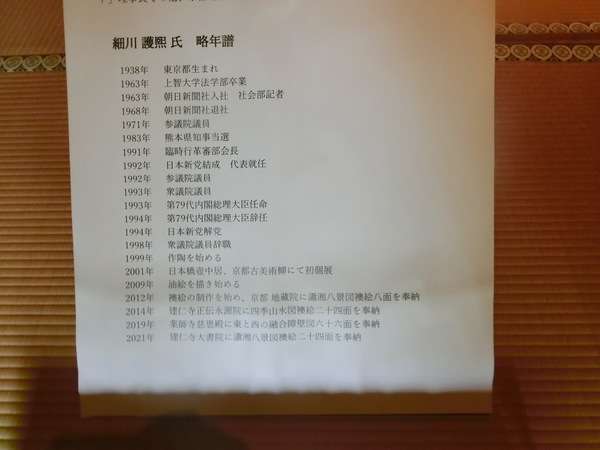 細川 護熙 氏　略年譜
1938年　東京都生まれ
1963年　上智大学法学部卒業
1963年　朝日新聞社入社　社会部記者
1968年　朝日新聞社退社
1971年　参議院議員
1983年　熊本県知事当選
1991年　臨時行革審部会長
1992年　日本新党結成　代表就任
1992年　参議院議員
1993年　衆議院議員
1993年　第79代内閣総理大臣任命
1994年　第79代内閣総理大臣辞任
1994年　日本新党解党
1998年　衆議院議員辞職
1999年　作陶を始める
2001年　日本橋壺中居、京都古美術柳にて初個展
2009年　油絵を描き始める
2012年　襖絵の制作を始め、京都 地蔵院に瀟湘八景図襖絵八面を奉納
2014年　建仁寺正伝永源院に四季山水図襖絵二十四面を奉納
2019年　薬師寺慈恩殿に東と西の融合障壁図六十六面を奉納
2021年　建仁寺大書院に瀟湘八景図襖絵二十四面を奉納